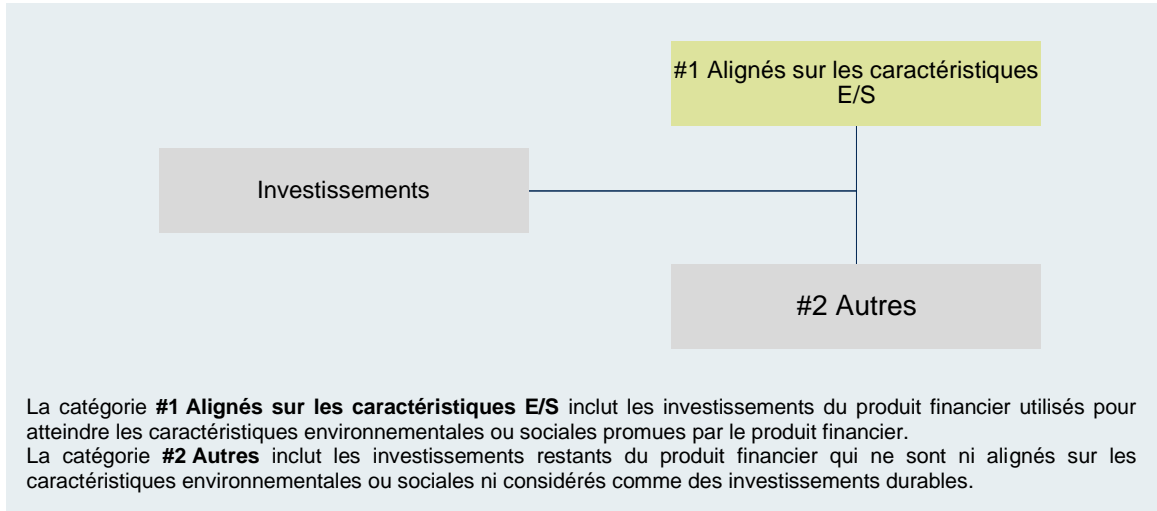 #1 Alignés sur les caractéristiques
E/S
Investissements
#2 Autres
La catégorie #1 Alignés sur les caractéristiques E/S inclut les investissements du produit financier utilisés pour
atteindre les caractéristiques environnementales ou sociales promues par le produit financier.
La catégorie #2 Autres inclut les investissements restants du produit financier qui ne sont ni alignés sur les
caractéristiques environnementales ou sociales ni considérés comme des investissements durables.